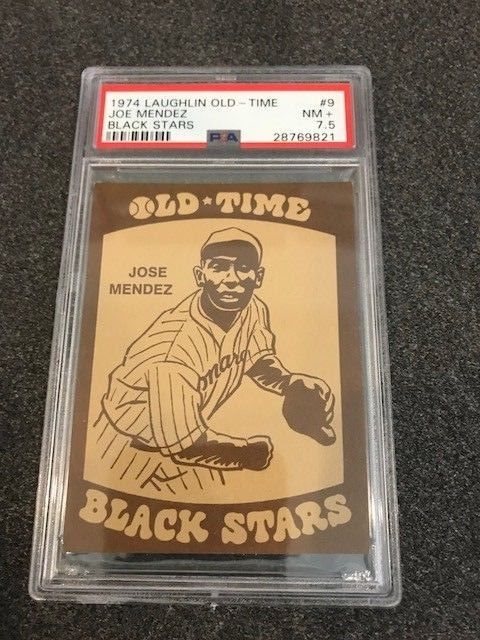 1974 LAUGHLIN OLD - TIME #9
JOE MENDEZ NM +
BLACK STARS 7.5
PSA 28769821
OLD TIME
JOSE
MENDEZ
omare
BLACK STARS